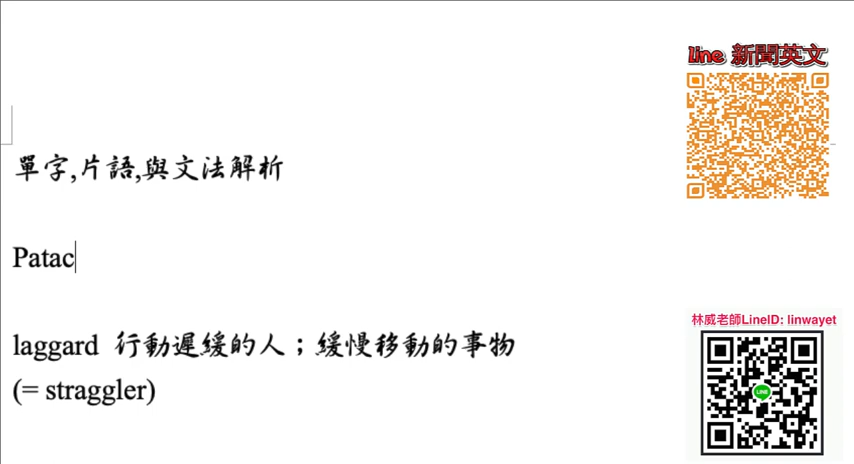 line 新聞英文
單字,片語,與文法解析
Patac
林威老師LineID: linwayet
LINE
laggard 行動遲緩的人；緩慢移動的事物
(= straggler)